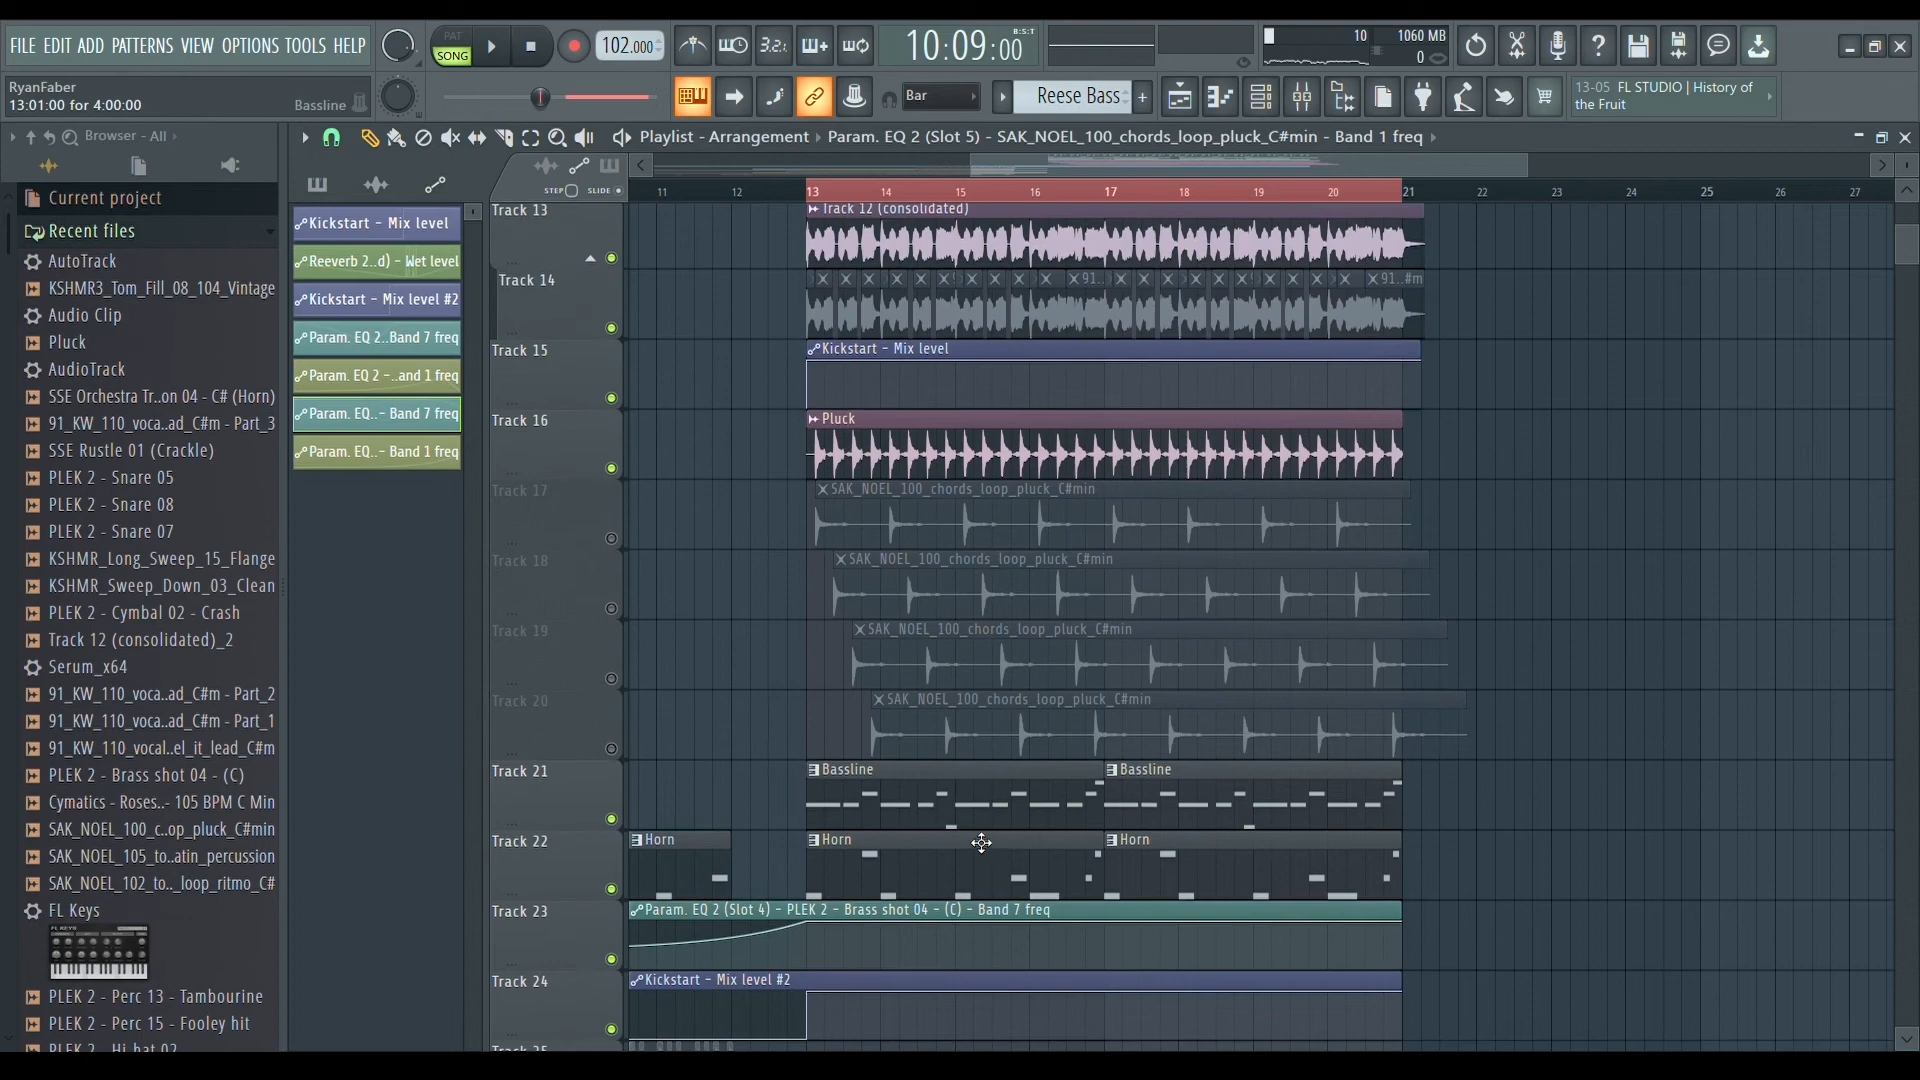 FILE EDIT ADD PATTERNS VIEW OPTIONS TOOLS HELP
PAT
SONG
102.000
3.2.
10:09:00
B:S:T
10
1060 MB
0
RyanFaber
13:01:00 for 4:00:00
Bassline
Bar
Reese Bass
13-05 FL STUDIO | History of
the Fruit
Browser - All
Playlist - Arrangement › Param. EQ 2 (Slot 5) - SAK_NOEL_100_chords_loop_pluck_C#min - Band 1 freq
STEP
SLIDE
11 12 13 14 15 16 17 18 19 20 21 22 23 24 25 26 27
Current project
Recent files
AutoTrack
KSHMR3_Tom_Fill_08_104_Vintage
Audio Clip
Pluck
AudioTrack
SSE Orchestra Tr..on 04 - C# (Horn)
91_KW_110_voca..ad_C#m - Part_3
SSE Rustle 01 (Crackle)
PLEK 2 - Snare 05
PLEK 2 - Snare 08
PLEK 2 - Snare 07
KSHMR_Long_Sweep_15_Flange
KSHMR_Sweep_Down_03_Clean
PLEK 2 - Cymbal 02 - Crash
Track 12 (consolidated)_2
Serum_x64
91_KW_110_voca..ad_C#m - Part_2
91_KW_110_voca..ad_C#m - Part_1
91_KW_110_vocal..el_it_lead_C#m
PLEK 2 - Brass shot 04 - (C)
Cymatics - Roses..- 105 BPM C Min
SAK_NOEL_100_c..op_pluck_C#min
SAK_NOEL_105_to..atin_percussion
SAK_NOEL_102_to.._loop_ritmo_C#
FL Keys
FL KEYS
PLEK 2 - Perc 13 - Tambourine
PLEK 2 - Perc 15 - Fooley hit
PLEK 2 - Hi hat 02
Kickstart - Mix level
Reeverb 2..d) - Wet level
Kickstart - Mix level #2
Param. EQ 2..Band 7 freq
Param. EQ 2 -..and 1 freq
Param. EQ..- Band 7 freq
Param. EQ..- Band 1 freq
Track 13
Track 12 (consolidated)
Track 14
91..
91..#m
Track 15
Kickstart - Mix level
Track 16
Pluck
Track 17
SAK_NOEL_100_chords_loop_pluck_C#min
Track 18
SAK_NOEL_100_chords_loop_pluck_C#min
Track 19
SAK_NOEL_100_chords_loop_pluck_C#min
Track 20
SAK_NOEL_100_chords_loop_pluck_C#min
Track 21
Bassline
Bassline
Track 22
Horn
Horn
Horn
Track 23
Param. EQ 2 (Slot 4) - PLEK 2 - Brass shot 04 - (C) - Band 7 freq
Track 24
Kickstart - Mix level #2
Track 25